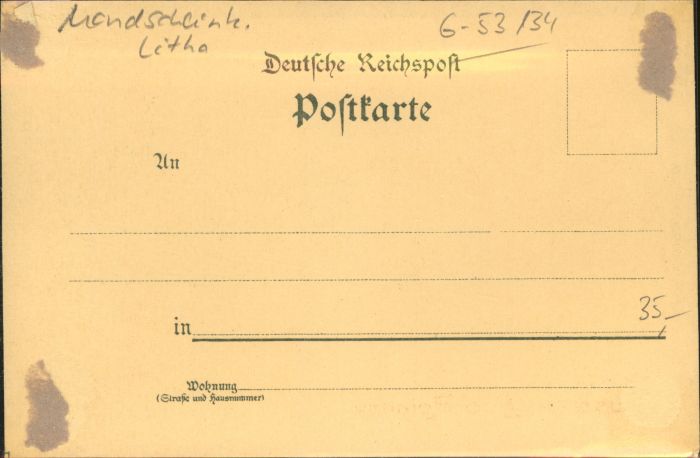 Mondscheink.
Litho
6-53/34
Deutsche Reichspost
Postkarte
An
35,-
in
Wohnung
(Straße und Hausnummer)